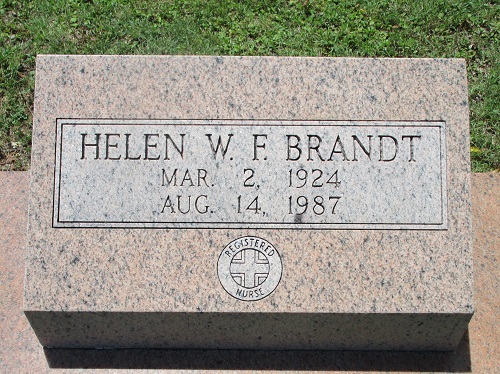 HELEN W. F. BRANDT
MAR. 2, 1924
AUG. 14, 1987
REGISTERED
NURSE